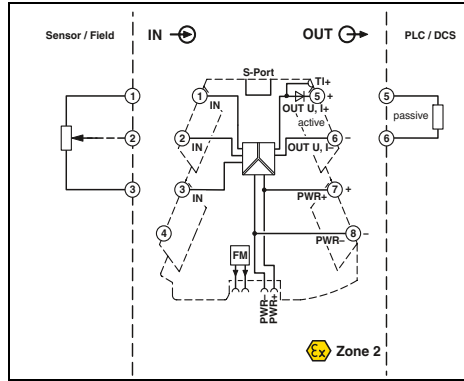 Sensor / Field
IN
OUT
PLC / DCS
S-Port
TI+
1
1
5
+
5
IN
OUT U, I+
active
passive
2
2
6
–
6
IN
OUT U, I–
3
3
7
+
IN
PWR+
4
8
–
PWR–
FM
PWR–
PWR+
Ex
Zone 2